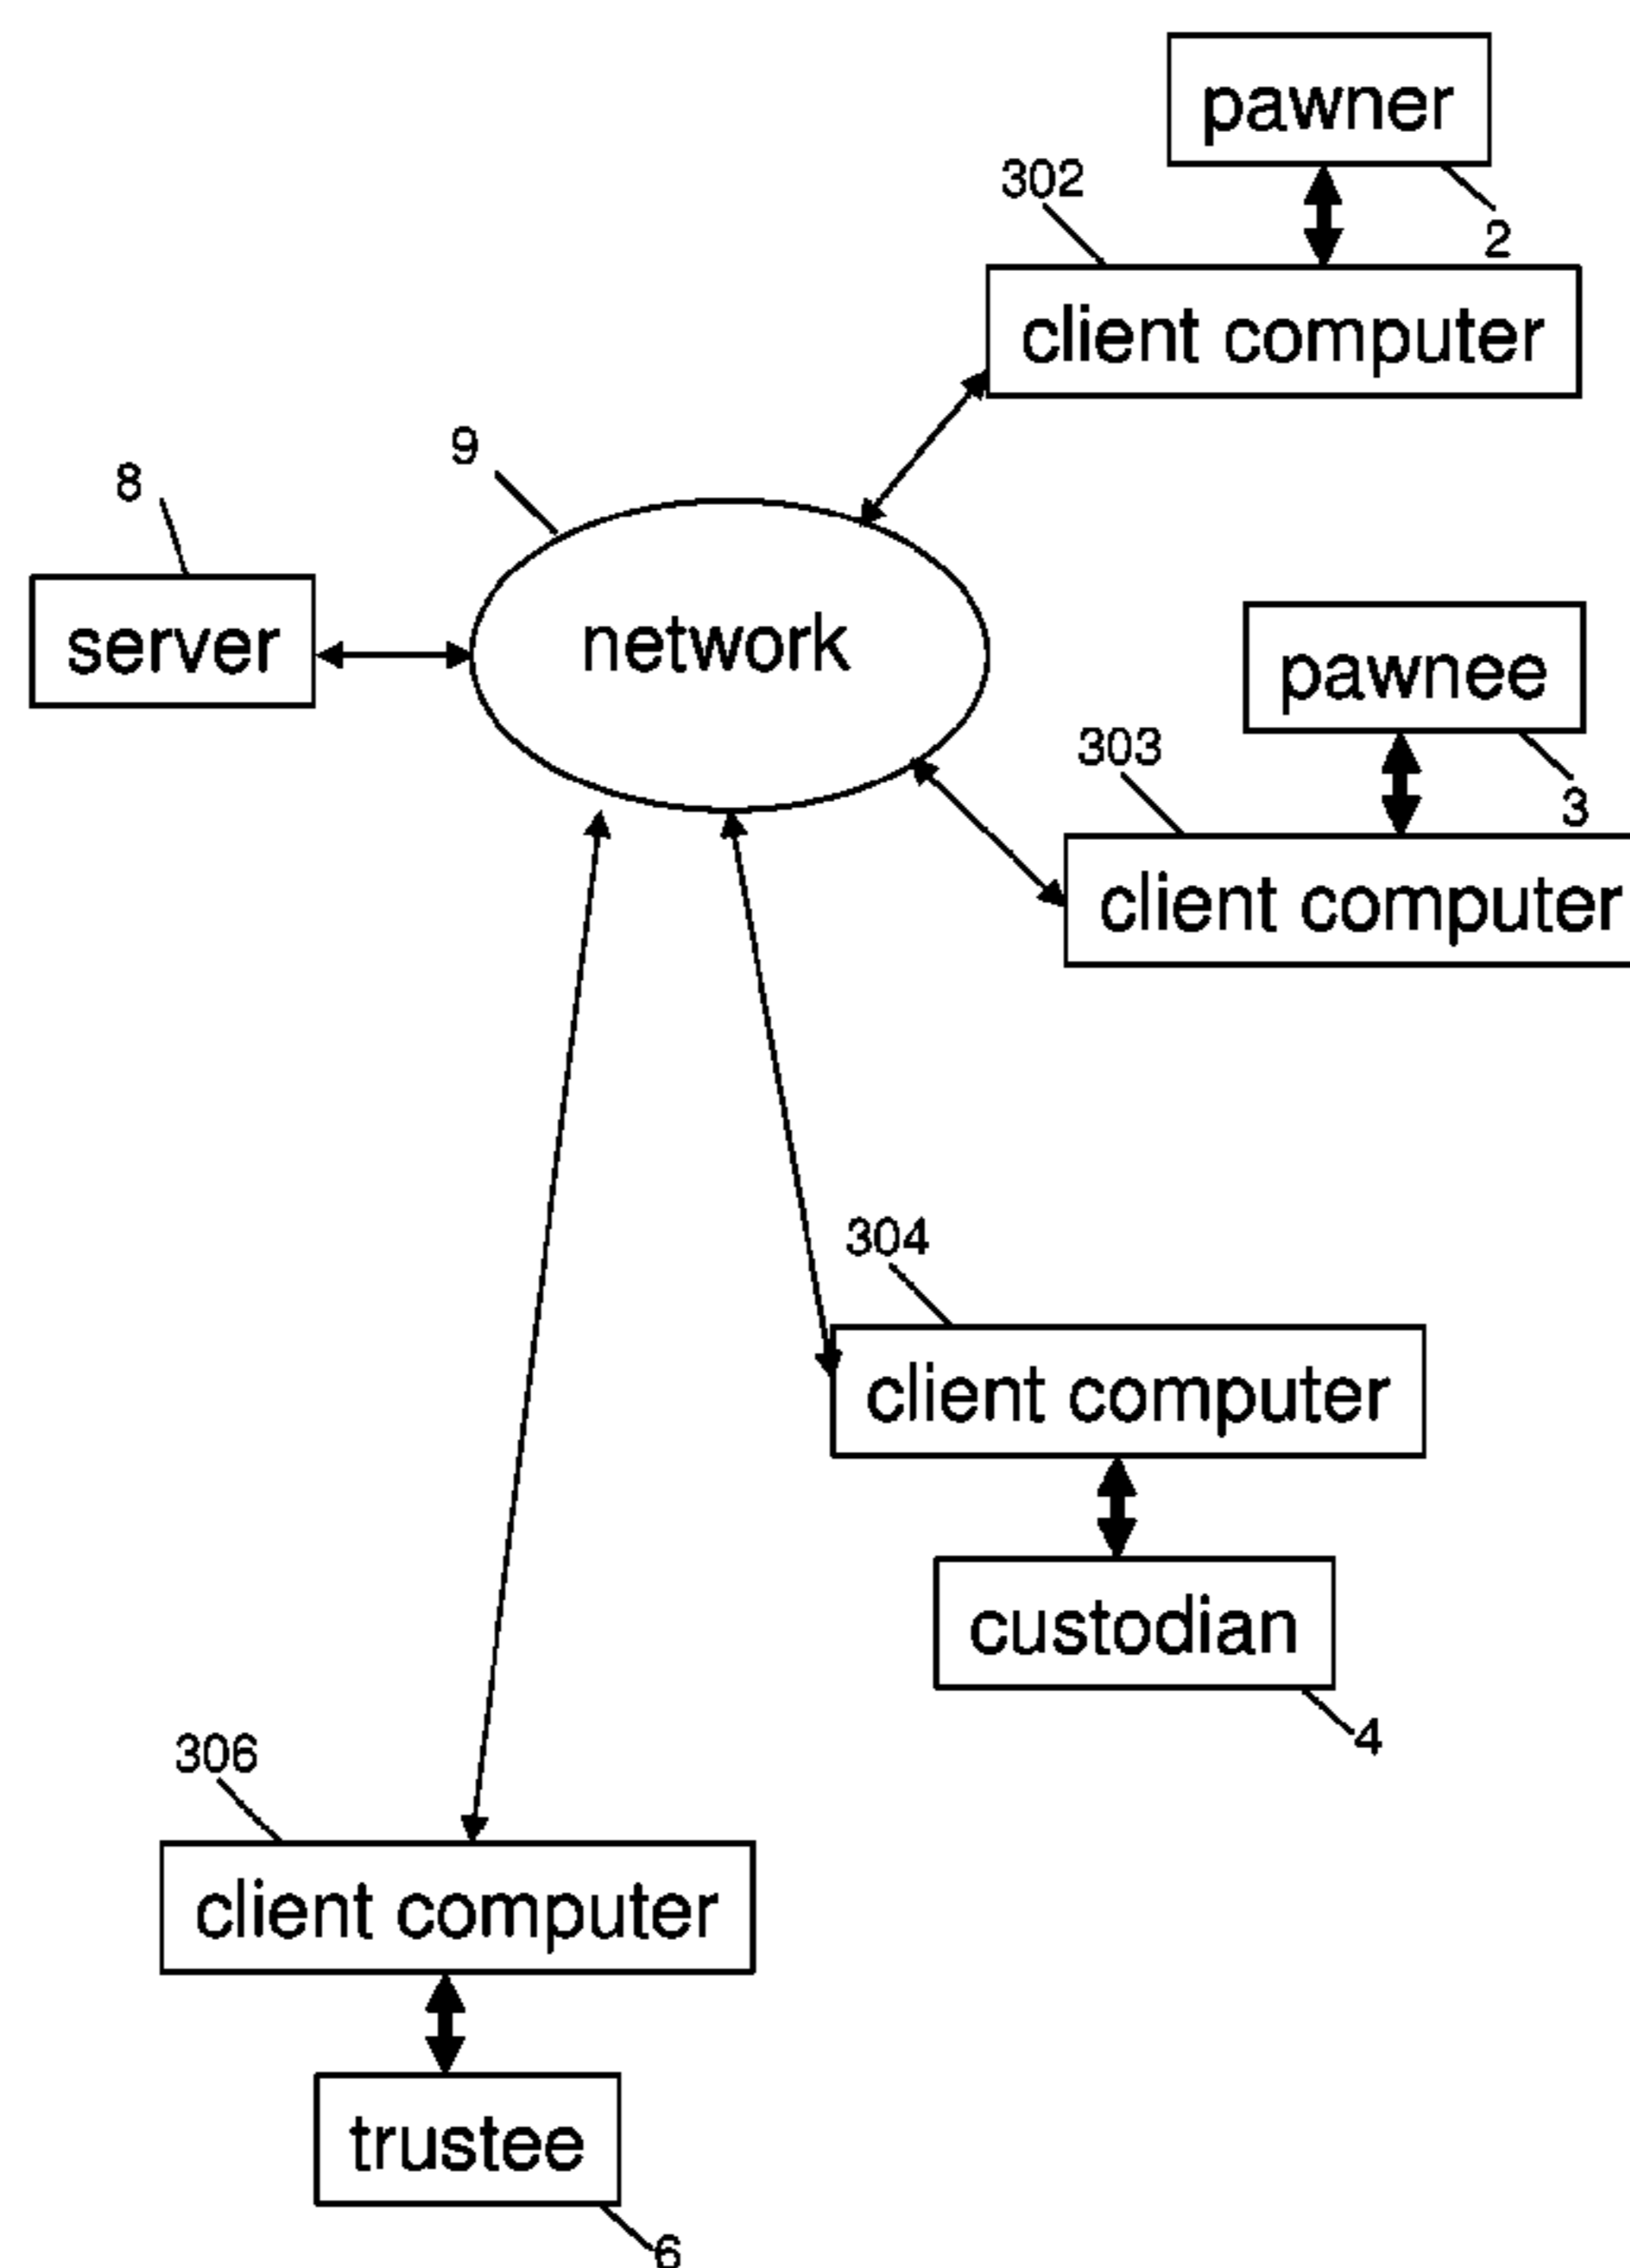 pawner
302
2
client computer
9
8
network
server
pawnee
303
3
client computer
304
client computer
custodian
4
306
client computer
trustee
6